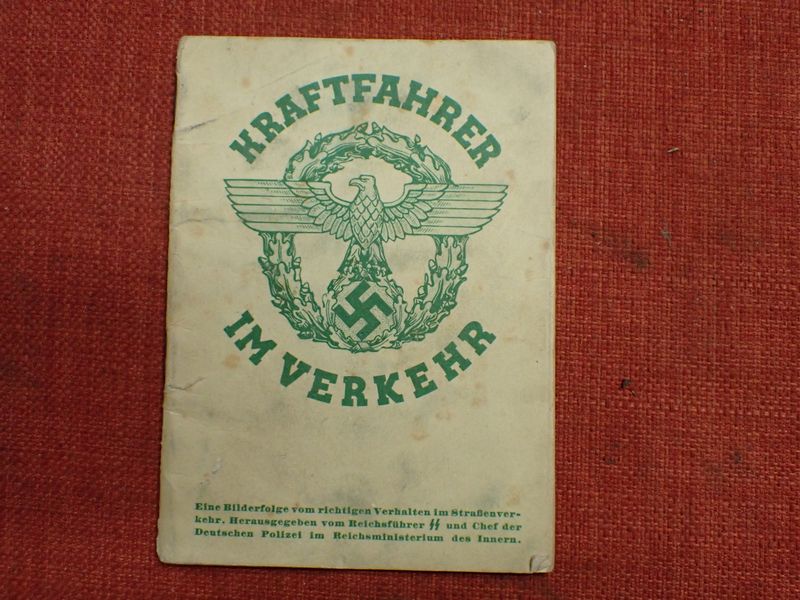 KRAFTFAHRER
IM VERKEHR
Eine Bilderfolge vom richtigen Verhalten im Straßenver-
kehr. Herausgegeben vom Reichsführer ᛋᛋ und Chef der
Deutschen Polizei im Reichsministerium des Innern.